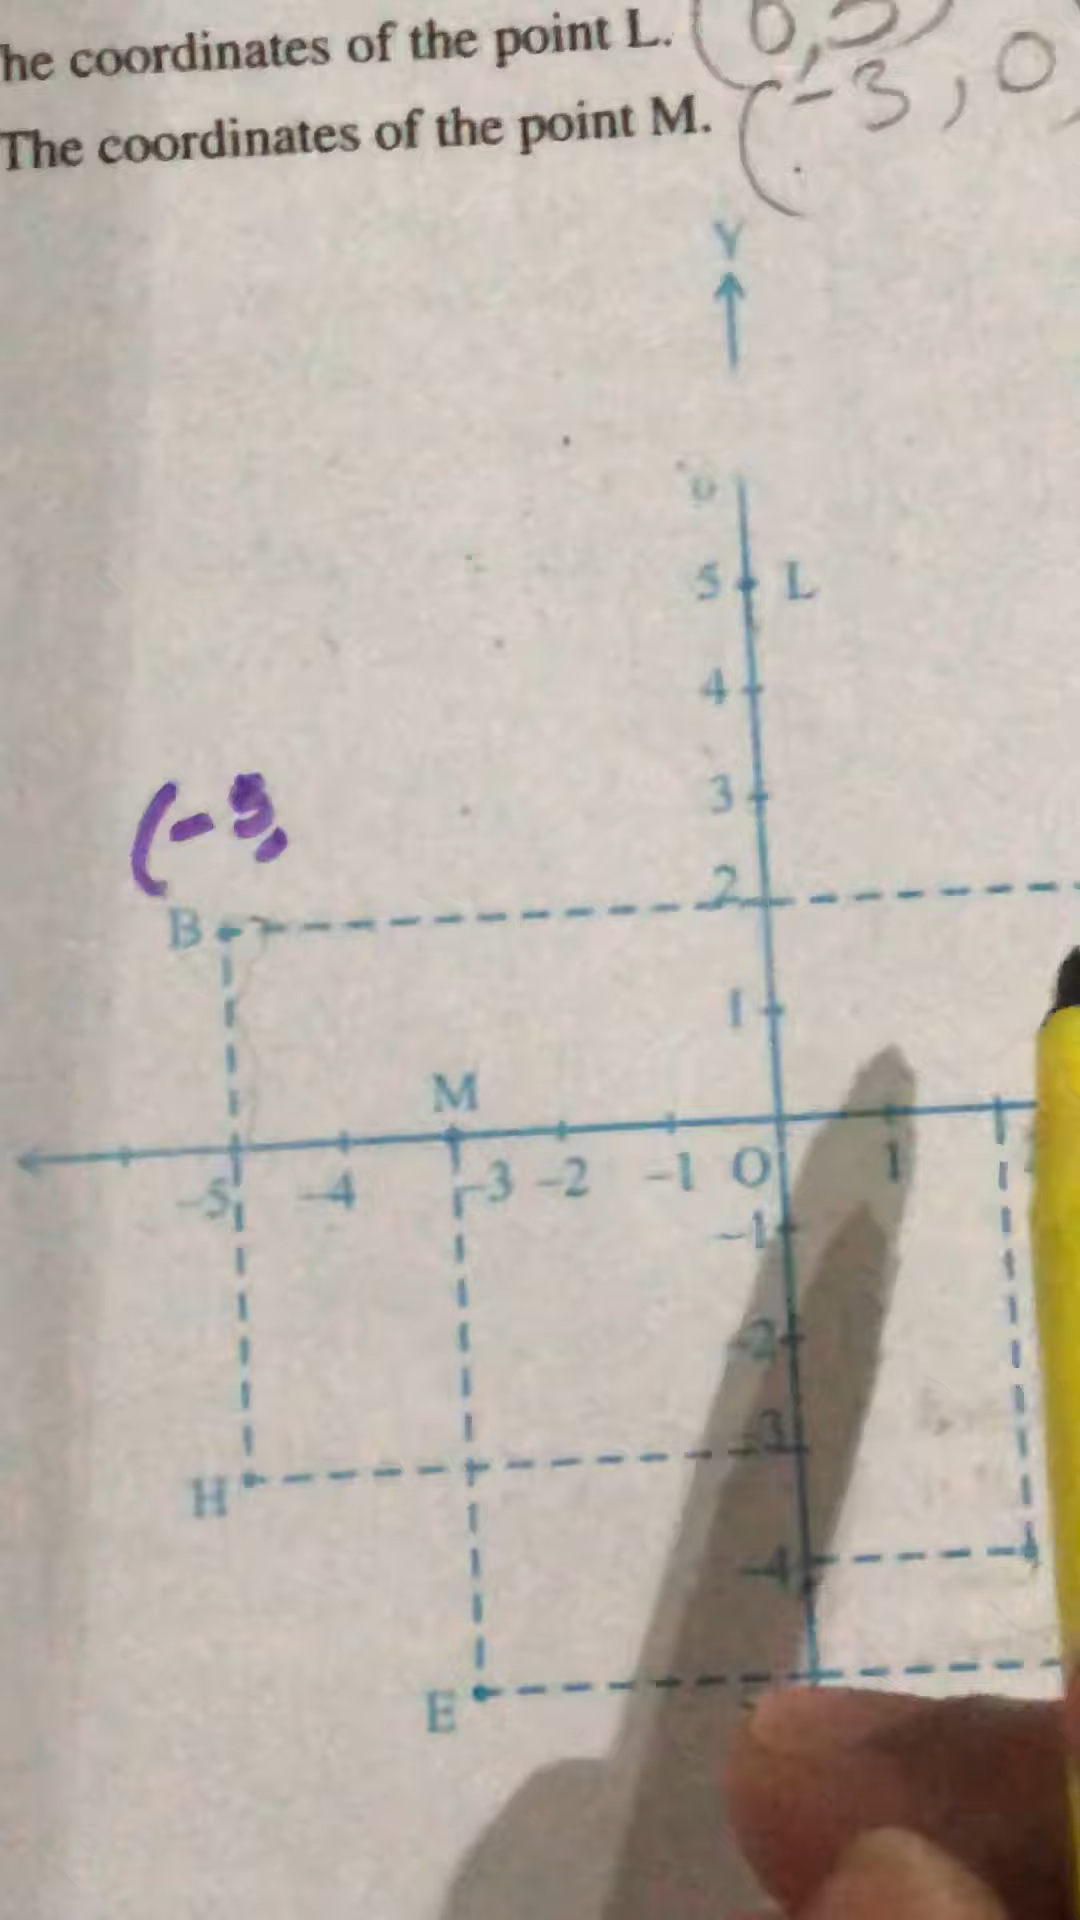 he coordinates of the point L. (0,5)
The coordinates of the point M. (-3,0
Y
5 L
4
3
(-5,
2
B
1
M
-5 -4 -3 -2 -1 O 1
-1
-2
-3
H
-4
E